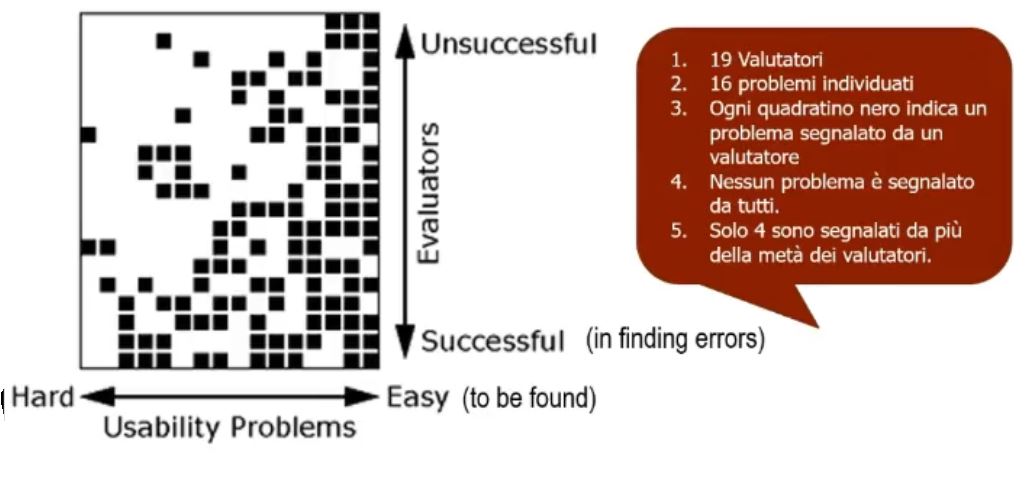 Unsuccessful
Evaluators
Successful (in finding errors)
Hard
Easy (to be found)
Usability Problems
1. 19 Valutatori
2. 16 problemi individuati
3. Ogni quadratino nero indica un
problema segnalato da un
valutatore
4. Nessun problema è segnalato
da tutti.
5. Solo 4 sono segnalati da più
della metà dei valutatori.